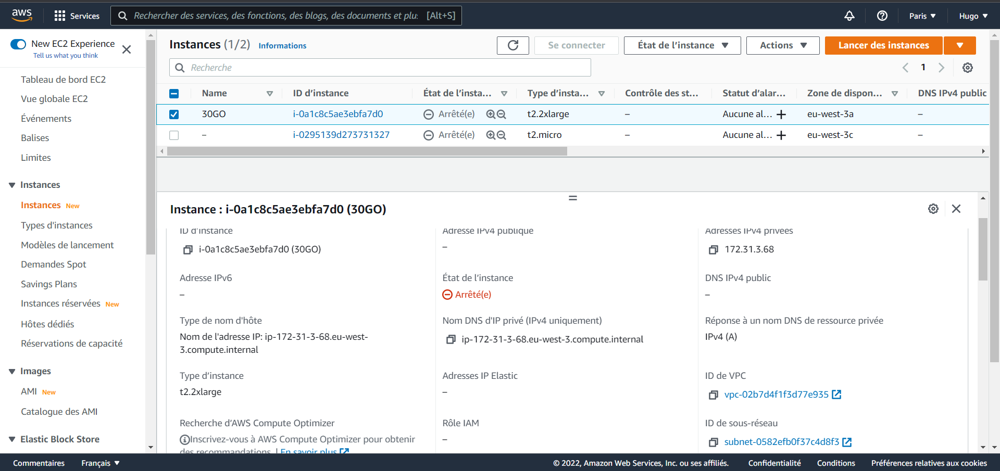 aws
Services
Rechercher des services, des fonctions, des blogs, des documents et plu: [Alt+S]
Paris
Hugo
New EC2 Experience
Tell us what you think
Tableau de bord EC2
Vue globale EC2
Événements
Balises
Limites
Instances
Instances New
Types d'instances
Modèles de lancement
Demandes Spot
Savings Plans
Instances réservées New
Hôtes dédiés
Réservations de capacité
Images
AMI New
Catalogue des AMI
Elastic Block Store
Instances (1/2) Informations
Se connecter
État de l’instance
Actions
Lancer des instances
Recherche
1
Name ID d’instance État de l’insta... Type d’insta... Contrôle des st... Statut d’alar... Zone de dispon... DNS IPv4 public
30GO i-0a1c8c5ae3ebfa7d0 Arrêté(e) t2.2xlarge – Aucune al... eu-west-3a –
– i-0295139d273731327 Arrêté(e) t2.micro – Aucune al... eu-west-3c –
Instance : i-0a1c8c5ae3ebfa7d0 (30GO)
ID d’instance
i-0a1c8c5ae3ebfa7d0 (30GO)
Adresse IPv4 publique
–
Adresses IPv4 privées
172.31.3.68
Adresse IPv6
–
État de l’instance
Arrêté(e)
DNS IPv4 public
–
Type de nom d'hôte
Nom de l'adresse IP: ip-172-31-3-68.eu-west-
3.compute.internal
Nom DNS d'IP privé (IPv4 uniquement)
ip-172-31-3-68.eu-west-3.compute.internal
Réponse à un nom DNS de ressource privée
IPv4 (A)
Type d’instance
t2.2xlarge
Adresses IP Elastic
–
ID de VPC
vpc-02b7d4f1f3d77e935
Recherche d’AWS Compute Optimizer
Inscrivez-vous à AWS Compute Optimizer pour obtenir
des recommandations. | En savoir plus
Rôle IAM
–
ID de sous-réseau
subnet-0582efb0f37c4d8f3
Commentaires
Français
© 2022, Amazon Web Services, Inc. ou ses affiliés.
Confidentialité
Conditions
Préférences relatives aux cookies